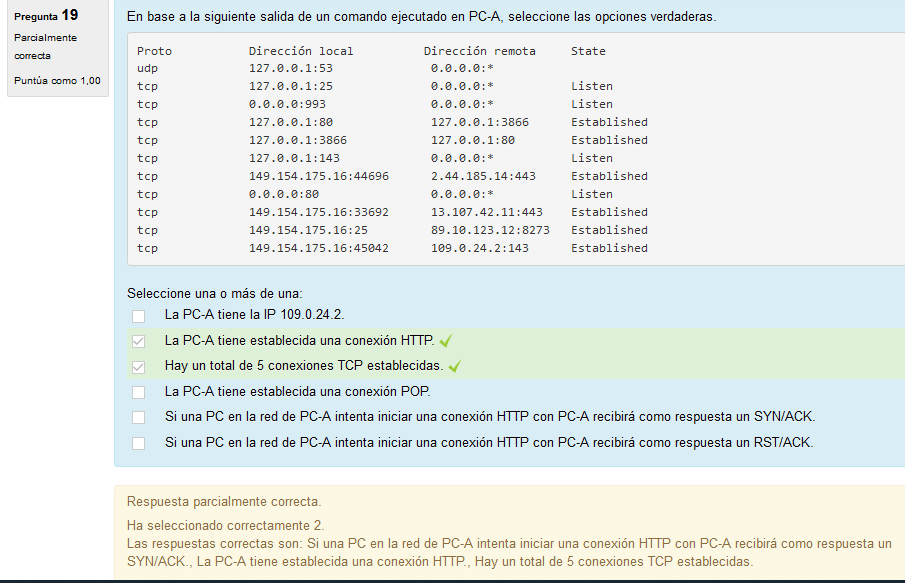 Pregunta 19
Parcialmente
correcta
Puntúa como 1,00
En base a la siguiente salida de un comando ejecutado en PC-A, seleccione las opciones verdaderas.
Proto Dirección local Dirección remota State
udp 127.0.0.1:53 0.0.0.0:*
tcp 127.0.0.1:25 0.0.0.0:* Listen
tcp 0.0.0.0:993 0.0.0.0:* Listen
tcp 127.0.0.1:80 127.0.0.1:3866 Established
tcp 127.0.0.1:3866 127.0.0.1:80 Established
tcp 127.0.0.1:143 0.0.0.0:* Listen
tcp 149.154.175.16:44696 2.44.185.14:443 Established
tcp 0.0.0.0:80 0.0.0.0:* Listen
tcp 149.154.175.16:33692 13.107.42.11:443 Established
tcp 149.154.175.16:25 89.10.123.12:8273 Established
tcp 149.154.175.16:45042 109.0.24.2:143 Established
Seleccione una o más de una:
La PC-A tiene la IP 109.0.24.2.
La PC-A tiene establecida una conexión HTTP.
Hay un total de 5 conexiones TCP establecidas.
La PC-A tiene establecida una conexión POP.
Si una PC en la red de PC-A intenta iniciar una conexión HTTP con PC-A recibirá como respuesta un SYN/ACK.
Si una PC en la red de PC-A intenta iniciar una conexión HTTP con PC-A recibirá como respuesta un RST/ACK.
Respuesta parcialmente correcta.
Ha seleccionado correctamente 2.
Las respuestas correctas son: Si una PC en la red de PC-A intenta iniciar una conexión HTTP con PC-A recibirá como respuesta un
SYN/ACK., La PC-A tiene establecida una conexión HTTP., Hay un total de 5 conexiones TCP establecidas.